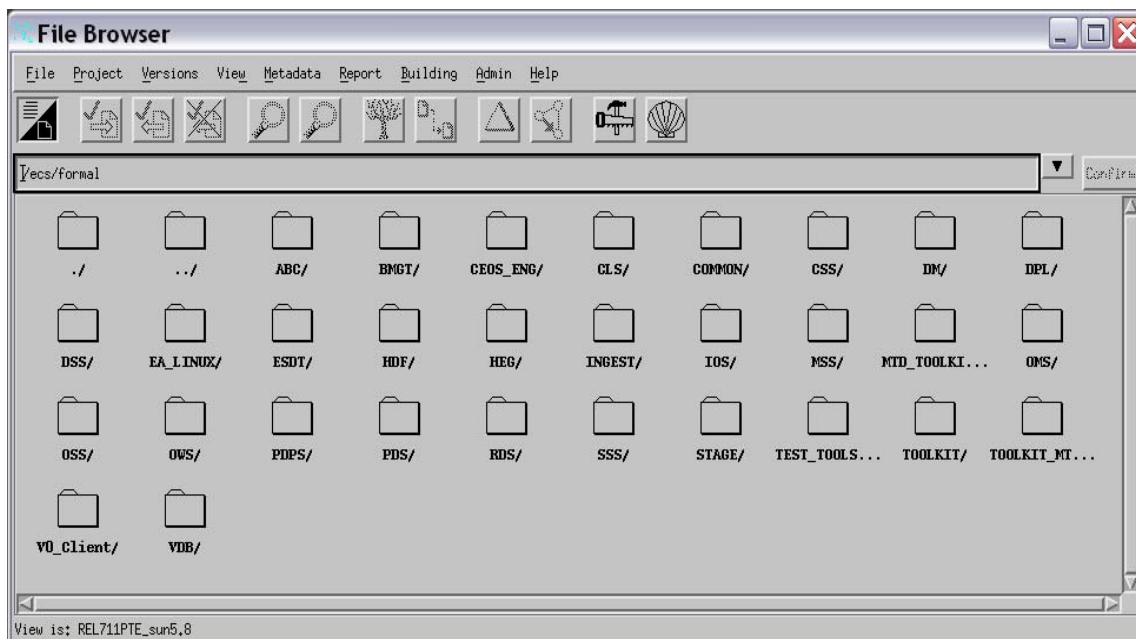 File Browser
File Project Versions View Metadata Report Building Admin Help
/ecs/formal Confirm
./ ../ ABC/ BMGT/ CEOS_ENG/ CLS/ COMMON/ CSS/ DM/ DPL/
DSS/ EA_LINUX/ ESDT/ HDF/ HEG/ INGEST/ IOS/ MSS/ MTD_TOOLKI... OMS/
OSS/ OWS/ PDPS/ PDS/ RDS/ SSS/ STAGE/ TEST_TOOLS... TOOLKIT/ TOOLKIT_MT...
V0_Client/ VDB/
View is: REL711PTE_sun5.8